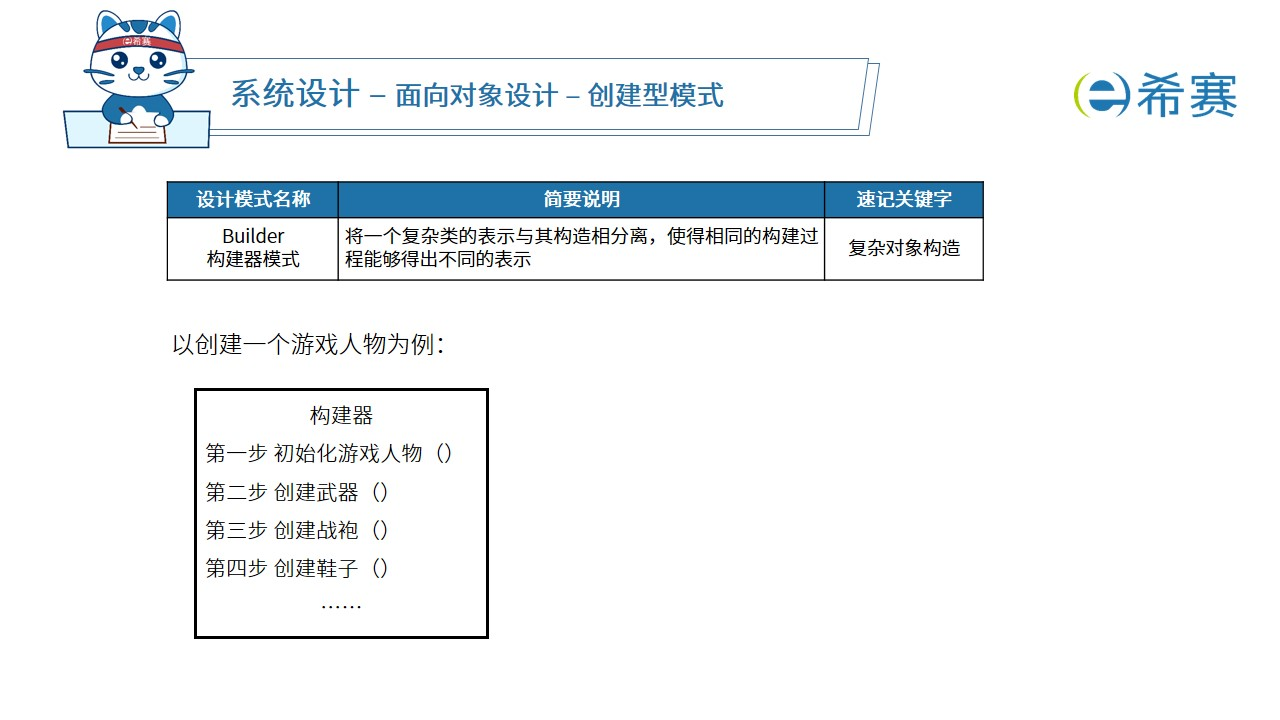 希赛
系统设计 – 面向对象设计 – 创建型模式
希赛
设计模式名称 简要说明 速记关键字
Builder
构建器模式
将一个复杂类的表示与其构造相分离，使得相同的构建过
程能够得出不同的表示
复杂对象构造
以创建一个游戏人物为例：
构建器
第一步 初始化游戏人物（）
第二步 创建武器（）
第三步 创建战袍（）
第四步 创建鞋子（）
……